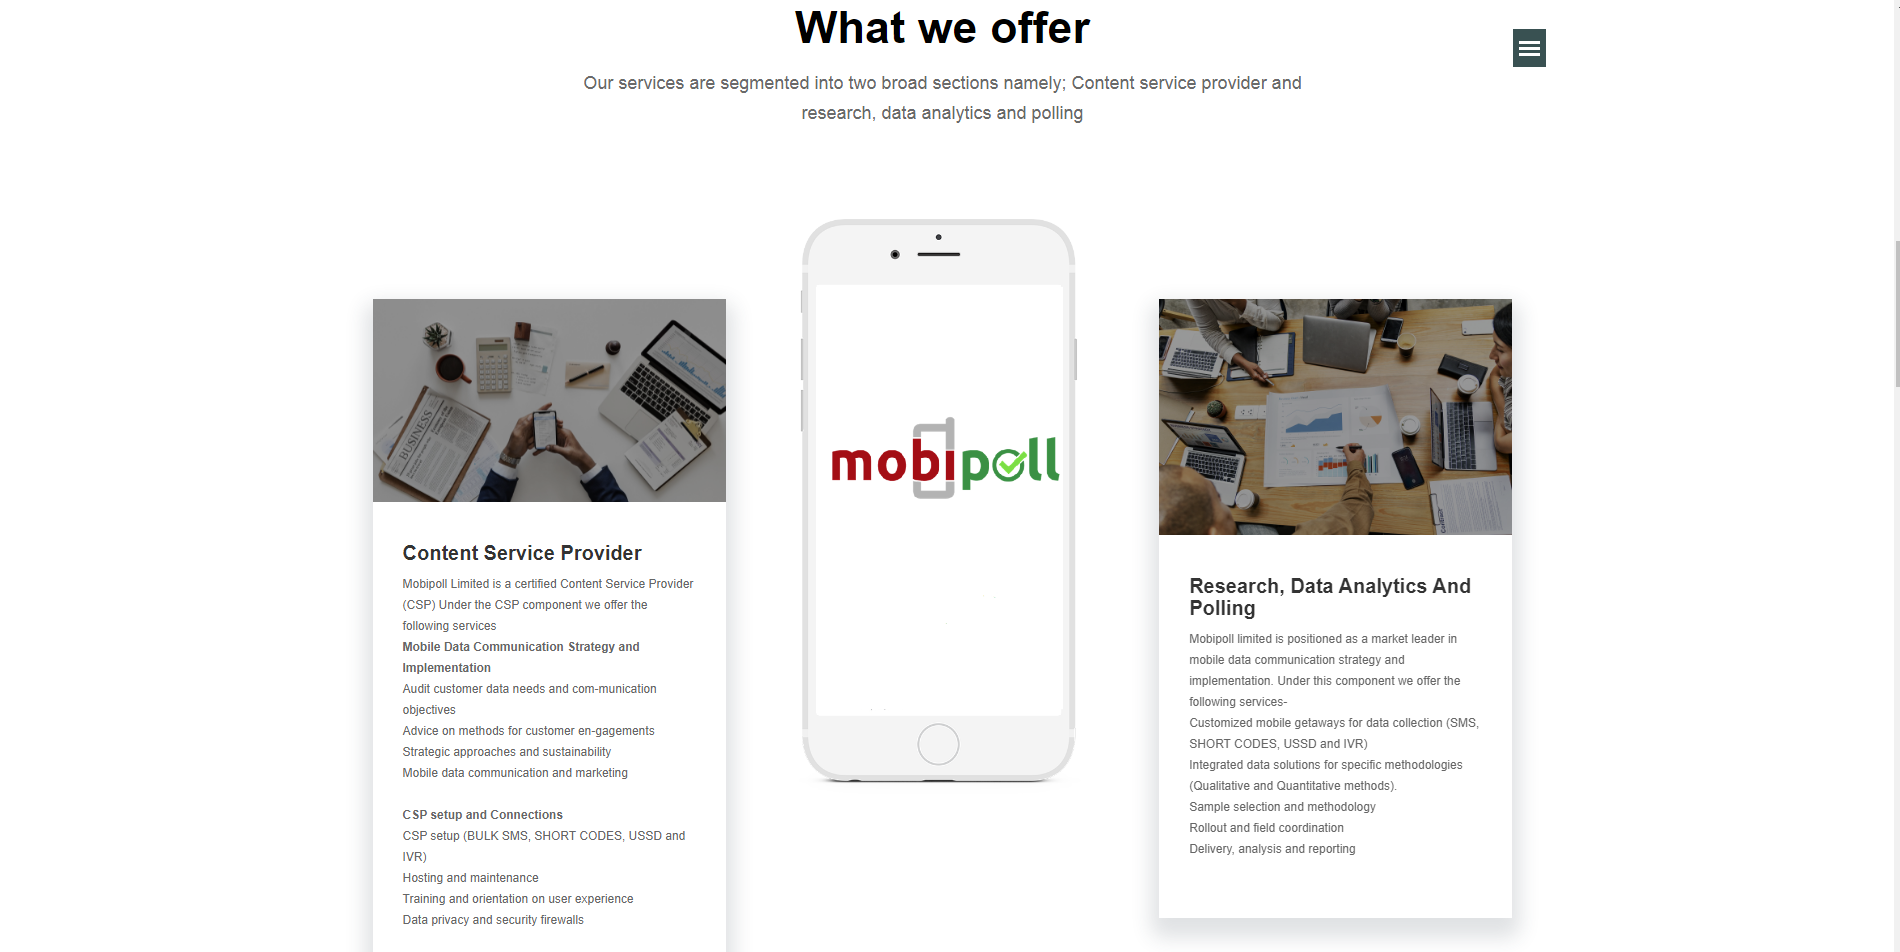 What we offer
Our services are segmented into two broad sections namely; Content service provider and
research, data analytics and polling
mobipoll
BUSINESS
Content Service Provider
Mobipoll Limited is a certified Content Service Provider
(CSP) Under the CSP component we offer the
following services
Mobile Data Communication Strategy and
Implementation
Audit customer data needs and com-munication
objectives
Advice on methods for customer en-gagements
Strategic approaches and sustainability
Mobile data communication and marketing
CSP setup and Connections
CSP setup (BULK SMS, SHORT CODES, USSD and
IVR)
Hosting and maintenance
Training and orientation on user experience
Data privacy and security firewalls
Contract
Research, Data Analytics And
Polling
Mobipoll limited is positioned as a market leader in
mobile data communication strategy and
implementation. Under this component we offer the
following services-
Customized mobile getaways for data collection (SMS,
SHORT CODES, USSD and IVR)
Integrated data solutions for specific methodologies
(Qualitative and Quantitative methods).
Sample selection and methodology
Rollout and field coordination
Delivery, analysis and reporting